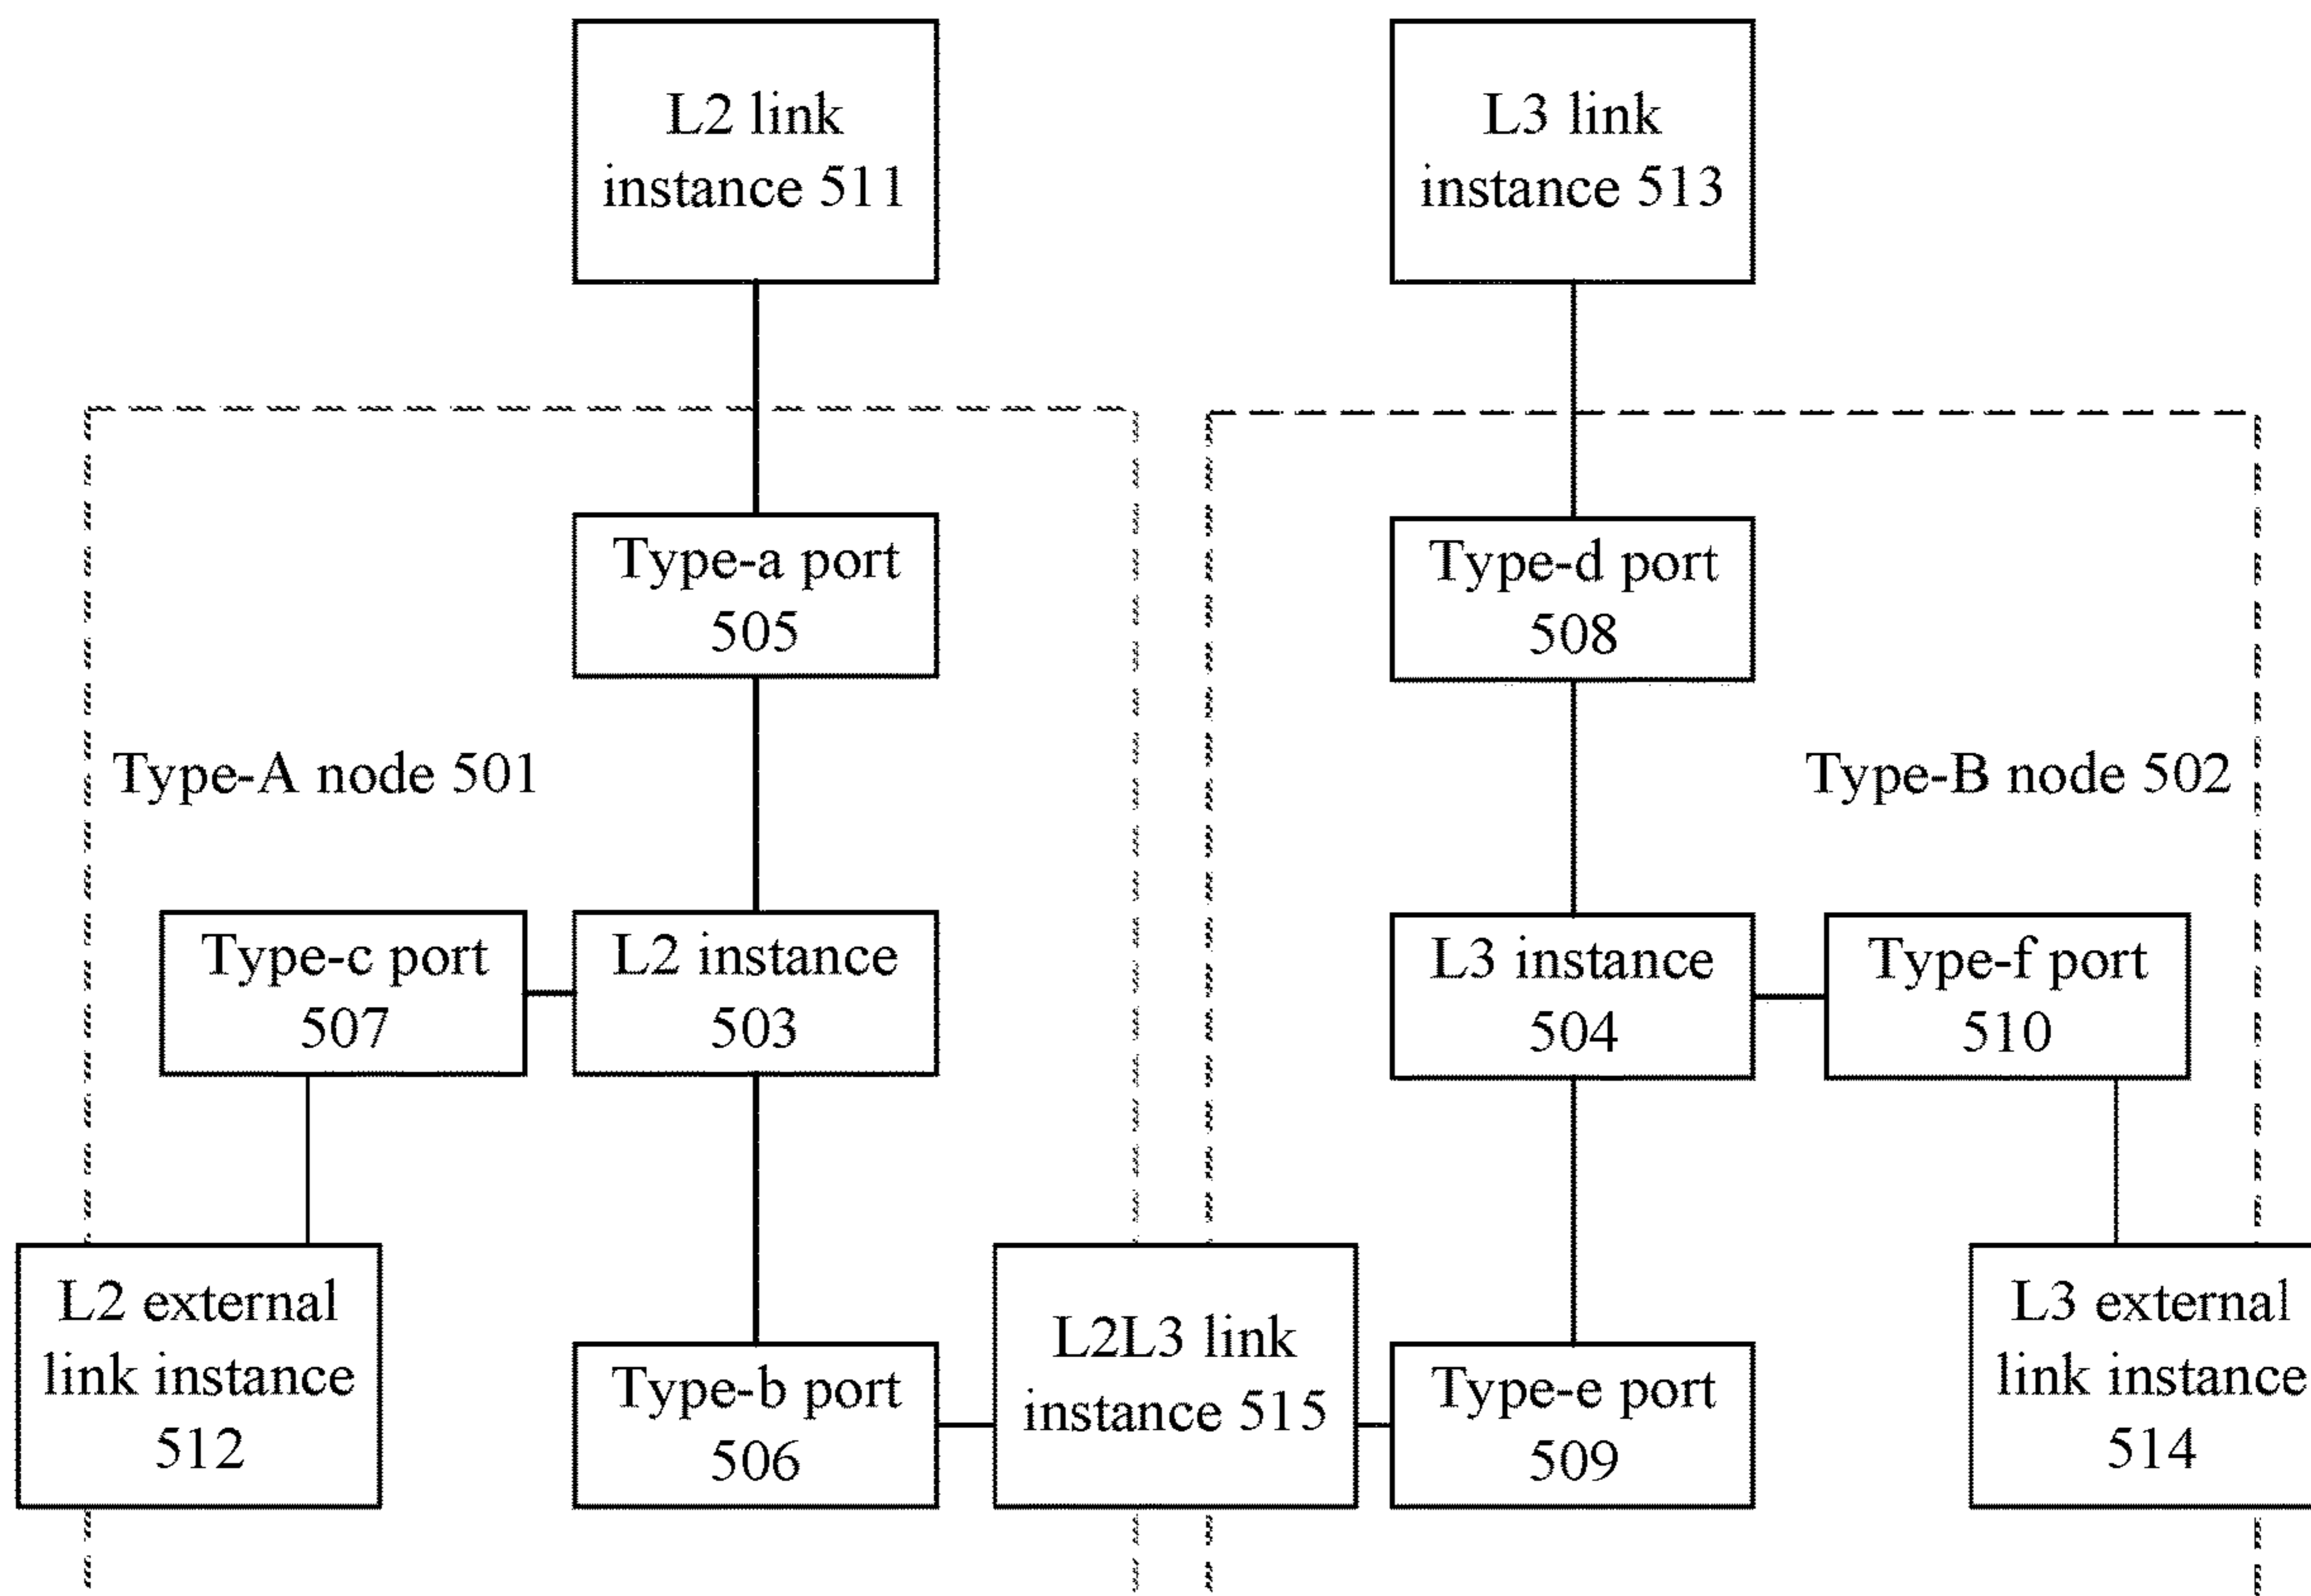 L2 link
instance 511
L3 link
instance 513
Type-a port
505
Type-d port
508
Type-A node 501
Type-B node 502
Type-c port
507
L2 instance
503
L3 instance
504
Type-f port
510
L2 external
link instance
512
Type-b port
506
L2L3 link
instance 515
Type-e port
509
L3 external
link instance
514